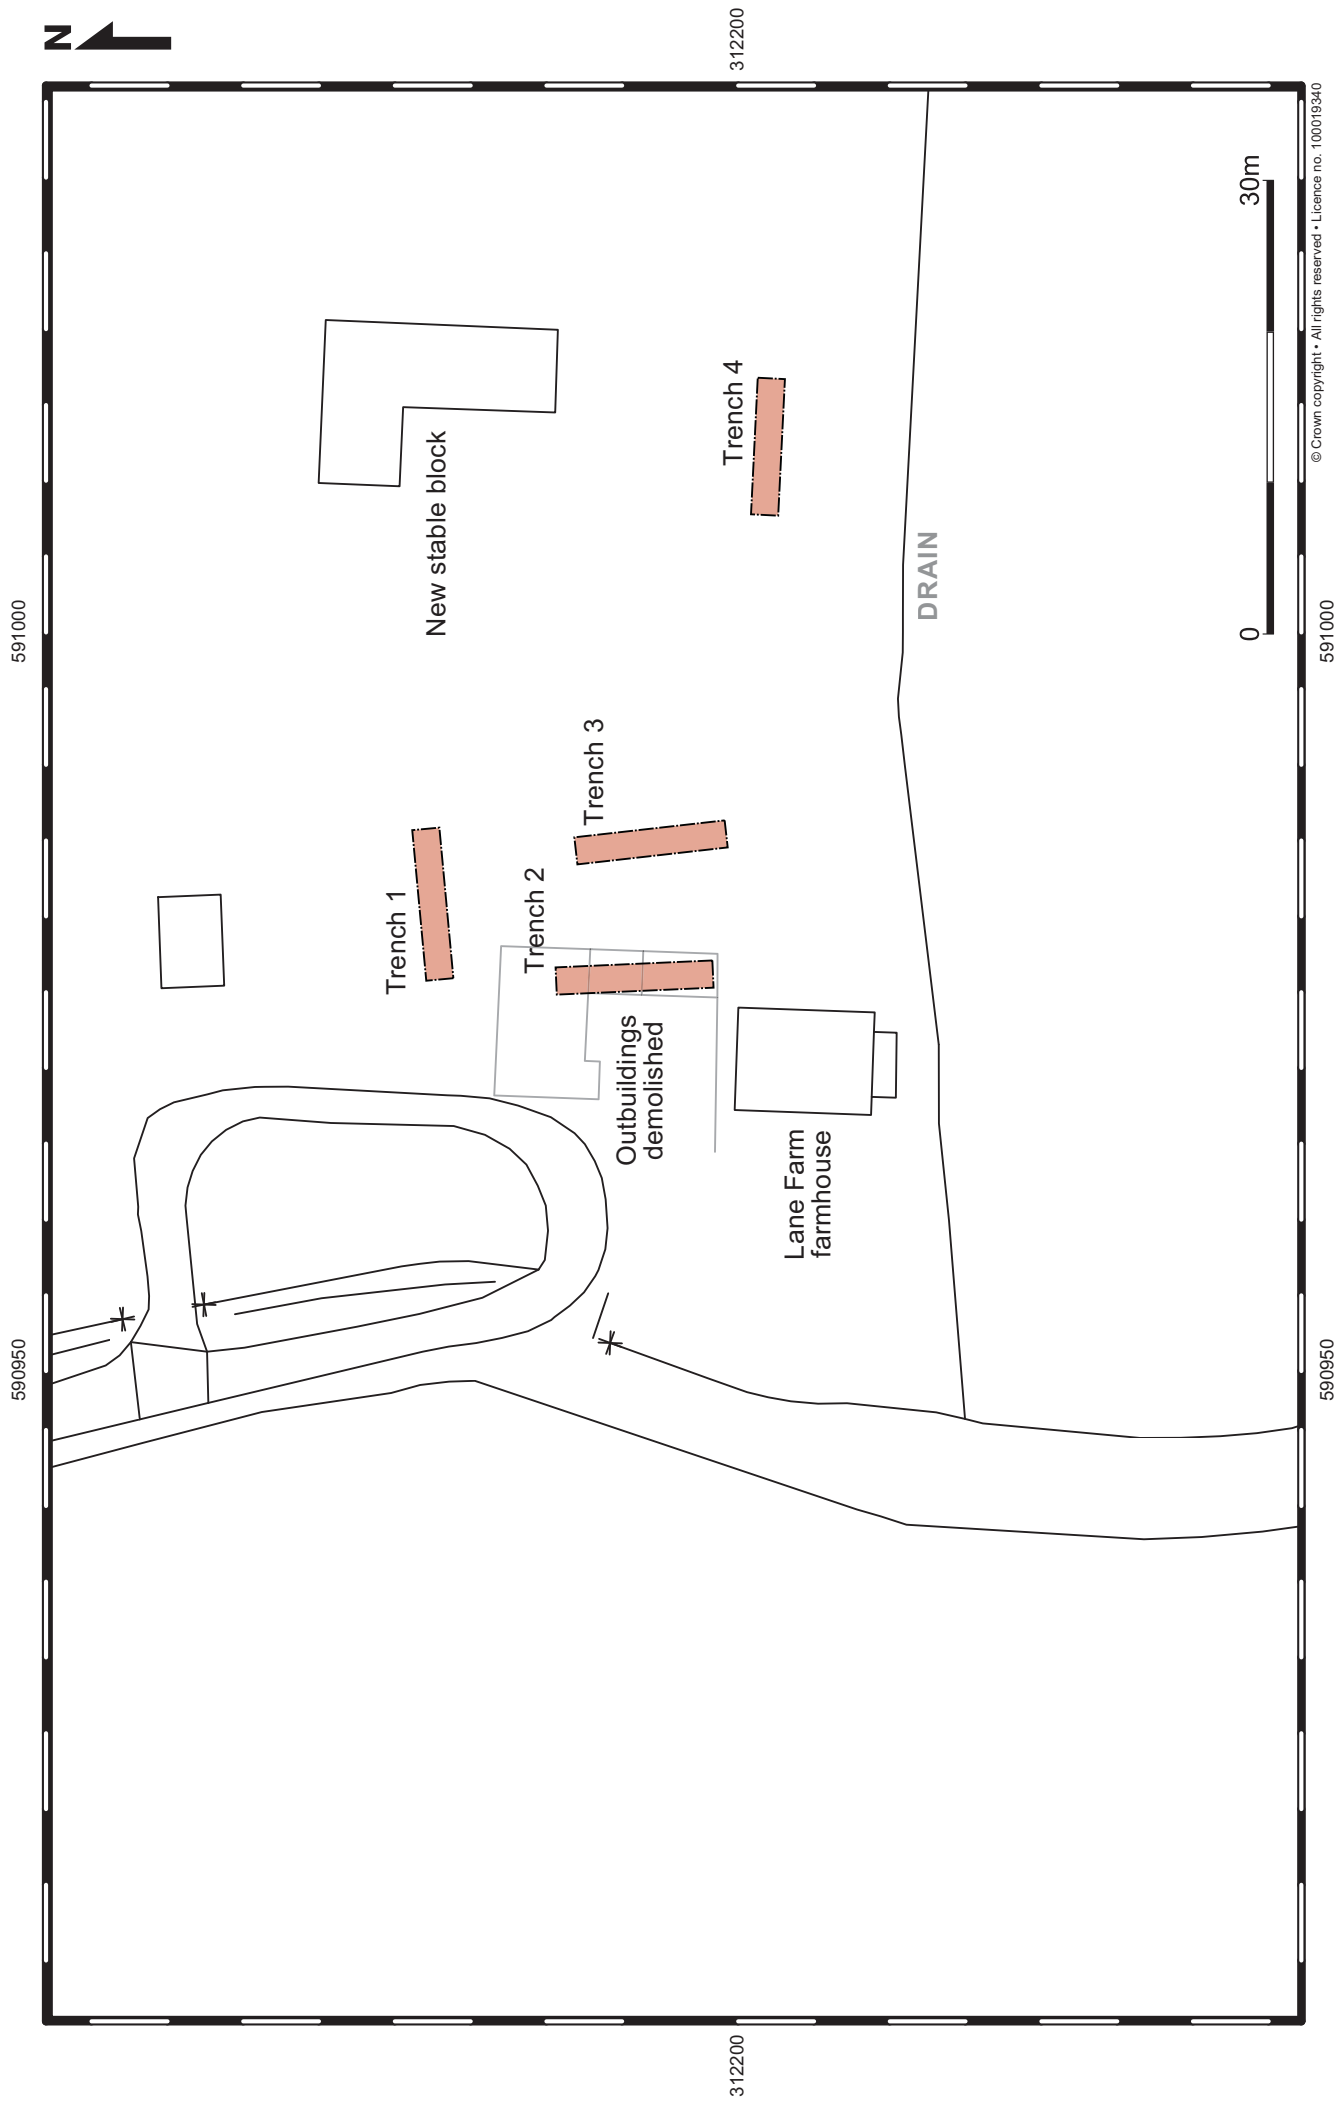 N
312200
591000
590950
New stable block
Trench 1
Trench 2
Trench 3
Trench 4
Outbuildings
demolished
Lane Farm
farmhouse
DRAIN
0
30m
591000
590950
312200
© Crown copyright • All rights reserved • Licence no. 100019340